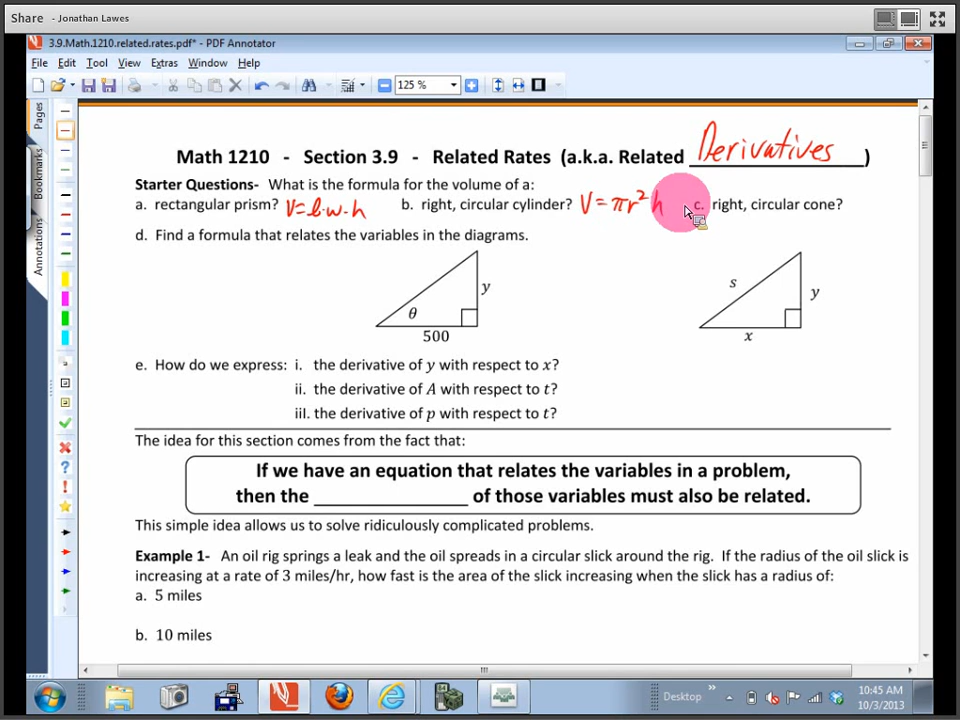 Share - Jonathan Lawes
3.9.Math.1210.related.rates.pdf* - PDF Annotator
File Edit Tool View Extras Window Help
125 %
Pages
Bookmarks
Annotations
Math 1210 - Section 3.9 - Related Rates (a.k.a. Related Derivatives)
Starter Questions- What is the formula for the volume of a:
a. rectangular prism? V=l·w·h b. right, circular cylinder? V=πr²h c. right, circular cone?
d. Find a formula that relates the variables in the diagrams.
θ y 500
s y x
e. How do we express: i. the derivative of y with respect to x?
ii. the derivative of A with respect to t?
iii. the derivative of p with respect to t?
The idea for this section comes from the fact that:
If we have an equation that relates the variables in a problem,
then the ______________ of those variables must also be related.
This simple idea allows us to solve ridiculously complicated problems.
Example 1- An oil rig springs a leak and the oil spreads in a circular slick around the rig. If the radius of the oil slick is
increasing at a rate of 3 miles/hr, how fast is the area of the slick increasing when the slick has a radius of:
a. 5 miles
b. 10 miles
Desktop
10:45 AM
10/3/2013